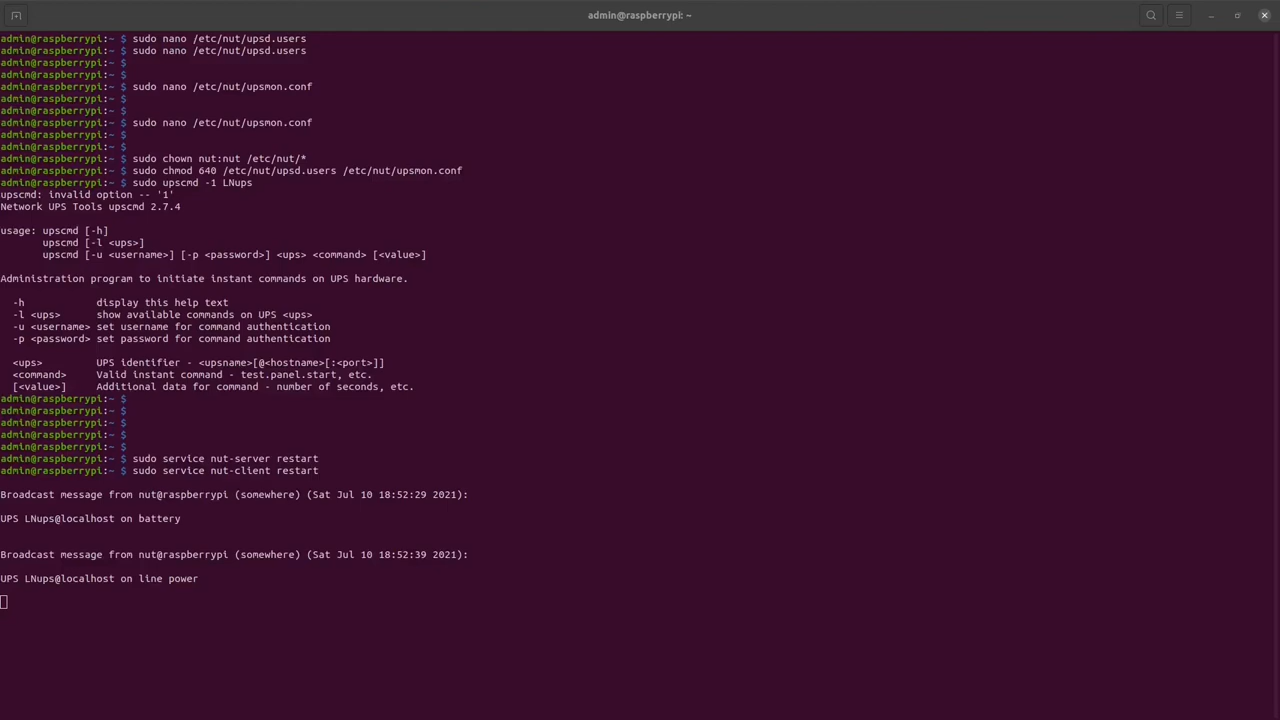 admin@raspberrypi: ~
admin@raspberrypi:~ $ sudo nano /etc/nut/upsd.users
admin@raspberrypi:~ $ sudo nano /etc/nut/upsd.users
admin@raspberrypi:~ $
admin@raspberrypi:~ $
admin@raspberrypi:~ $ sudo nano /etc/nut/upsmon.conf
admin@raspberrypi:~ $
admin@raspberrypi:~ $
admin@raspberrypi:~ $ sudo nano /etc/nut/upsmon.conf
admin@raspberrypi:~ $
admin@raspberrypi:~ $
admin@raspberrypi:~ $ sudo chown nut:nut /etc/nut/*
admin@raspberrypi:~ $ sudo chmod 640 /etc/nut/upsd.users /etc/nut/upsmon.conf
admin@raspberrypi:~ $ sudo upscmd -1 LNups
upscmd: invalid option -- '1'
Network UPS Tools upscmd 2.7.4
usage: upscmd [-h]
upscmd [-l <ups>]
upscmd [-u <username>] [-p <password>] <ups> <command> [<value>]
Administration program to initiate instant commands on UPS hardware.
-h display this help text
-l <ups> show available commands on UPS <ups>
-u <username> set username for command authentication
-p <password> set password for command authentication
<ups> UPS identifier - <upsname>[@<hostname>[:<port>]]
<command> Valid instant command - test.panel.start, etc.
[<value>] Additional data for command - number of seconds, etc.
admin@raspberrypi:~ $
admin@raspberrypi:~ $
admin@raspberrypi:~ $
admin@raspberrypi:~ $
admin@raspberrypi:~ $
admin@raspberrypi:~ $ sudo service nut-server restart
admin@raspberrypi:~ $ sudo service nut-client restart
Broadcast message from nut@raspberrypi (somewhere) (Sat Jul 10 18:52:29 2021):
UPS LNups@localhost on battery
Broadcast message from nut@raspberrypi (somewhere) (Sat Jul 10 18:52:39 2021):
UPS LNups@localhost on line power